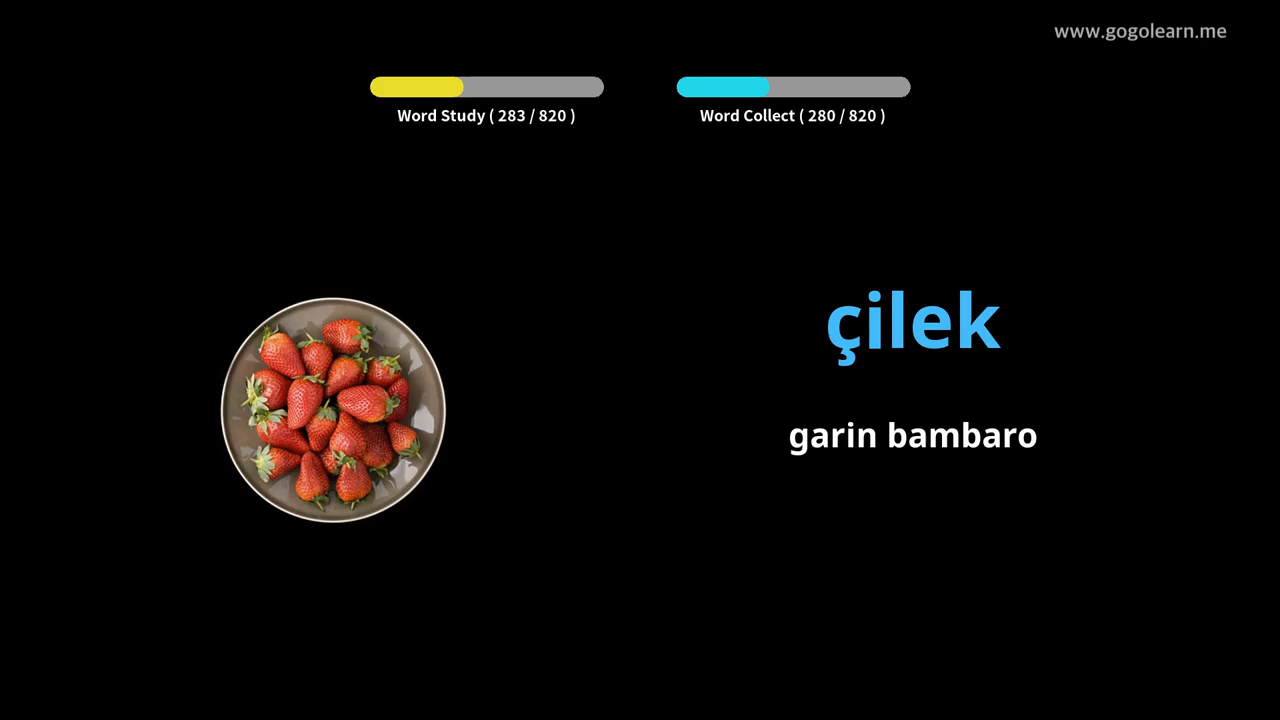 www.gogolearn.me
Word Study ( 283 / 820 )
Word Collect ( 280 / 820 )
çilek
garin bambaro